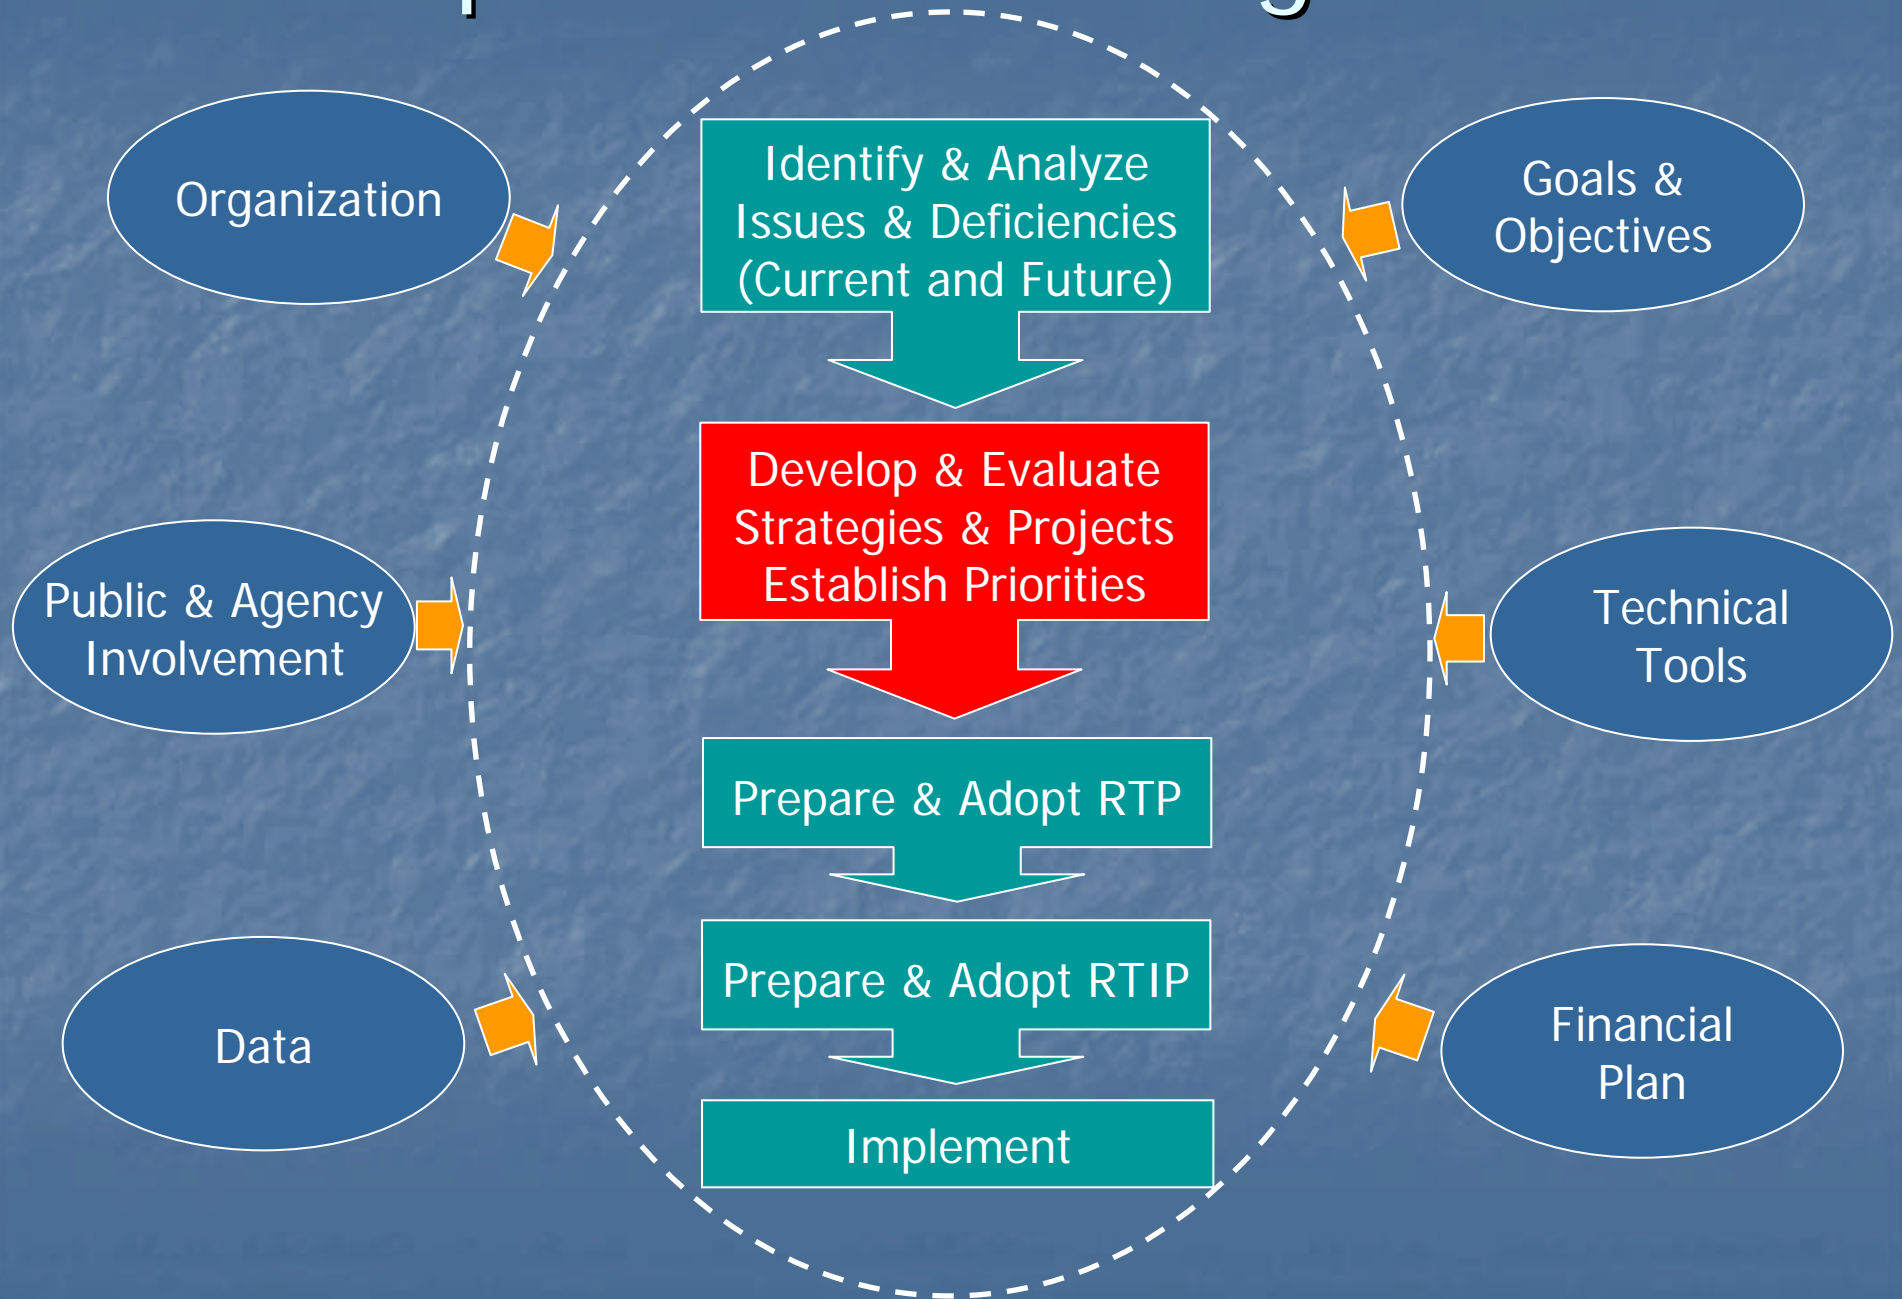 Organization
Identify & Analyze
Issues & Deficiencies
(Current and Future)
Goals &
Objectives
Develop & Evaluate
Strategies & Projects
Establish Priorities
Public & Agency
Involvement
Technical
Tools
Prepare & Adopt RTP
Prepare & Adopt RTIP
Data
Financial
Plan
Implement